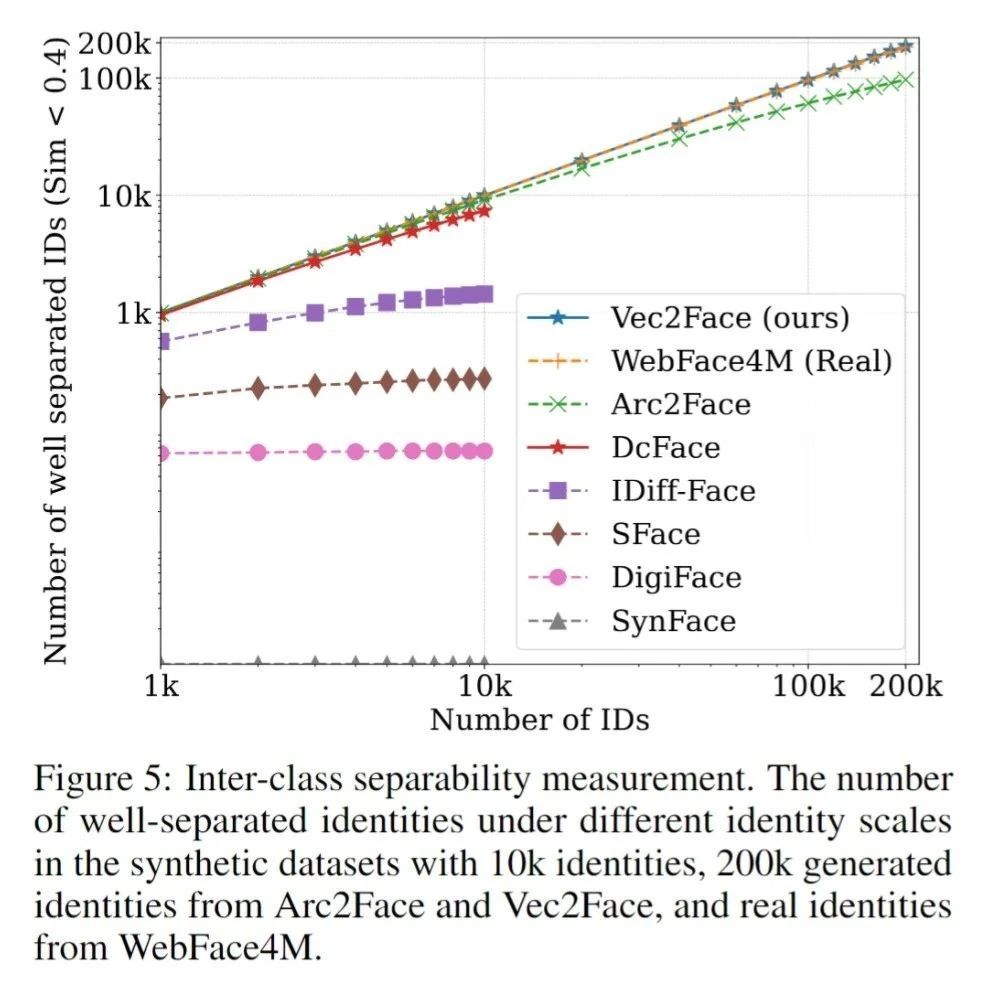 200k
100k
10k
1k
Number of well separated IDs (Sim < 0.4)
Vec2Face (ours)
WebFace4M (Real)
Arc2Face
DcFace
IDiff-Face
SFace
DigiFace
SynFace
1k 10k 100k 200k
Number of IDs
Figure 5: Inter-class separability measurement. The number
of well-separated identities under different identity scales
in the synthetic datasets with 10k identities, 200k generated
identities from Arc2Face and Vec2Face, and real identities
from WebFace4M.